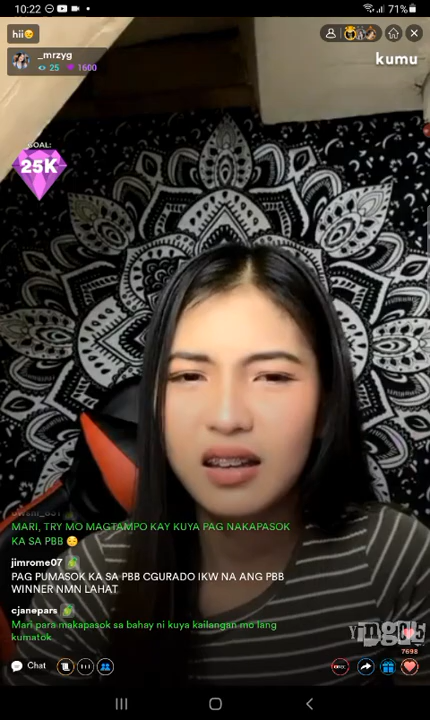 10:22
71%
hii
_mrzyg
25 1600
kumu
GOAL:
25K
MARI, TRY MO MAGTAMPO KAY KUYA PAG NAKAPASOK
KA SA PBB
jimrome07
PAG PUMASOK KA SA PBB CGURADO IKW NA ANG PBB
WINNER NMN LAHAT
cjanepars
Mari para makapasok sa bahay ni kuya kailangan mo lang
kumatok
7698
Chat